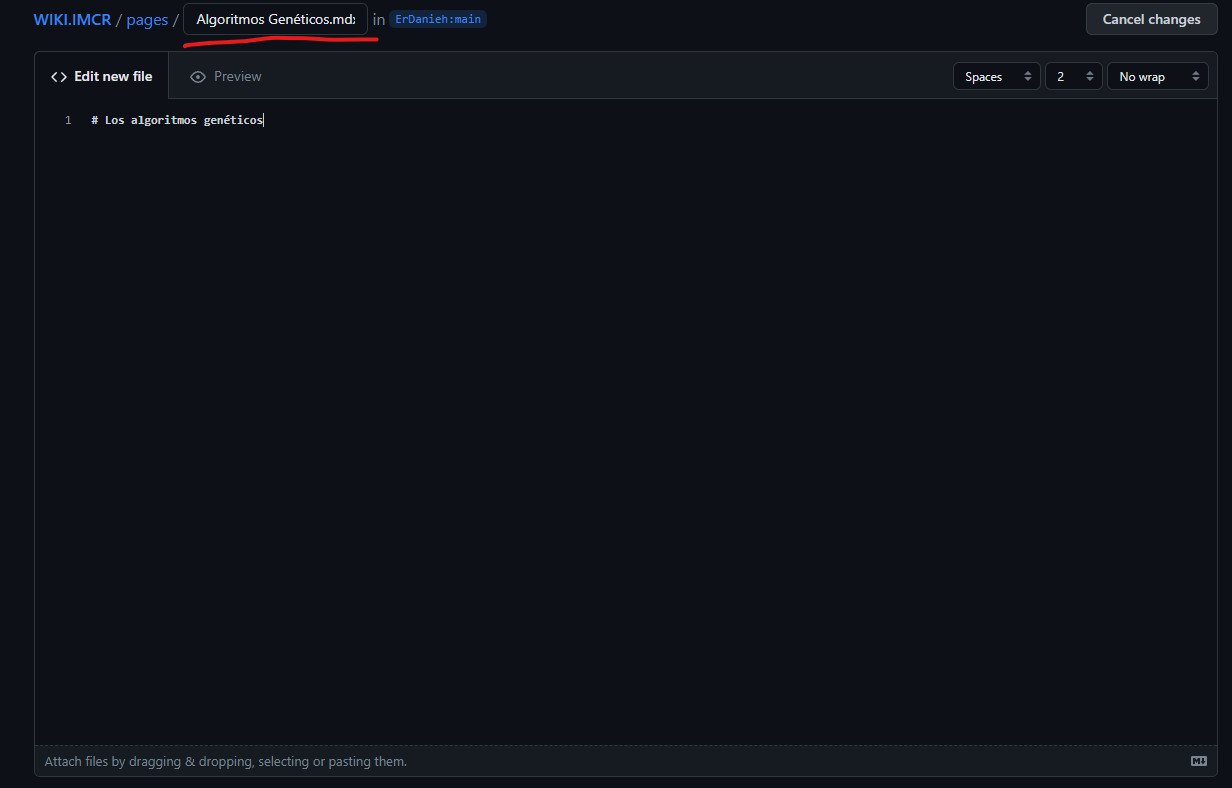 WIKI.IMCR / pages / Algoritmos Genéticos.mdx in ErDanieh:main Cancel changes
<> Edit new file Preview Spaces 2 No wrap
1 # Los algoritmos genéticos
Attach files by dragging & dropping, selecting or pasting them.